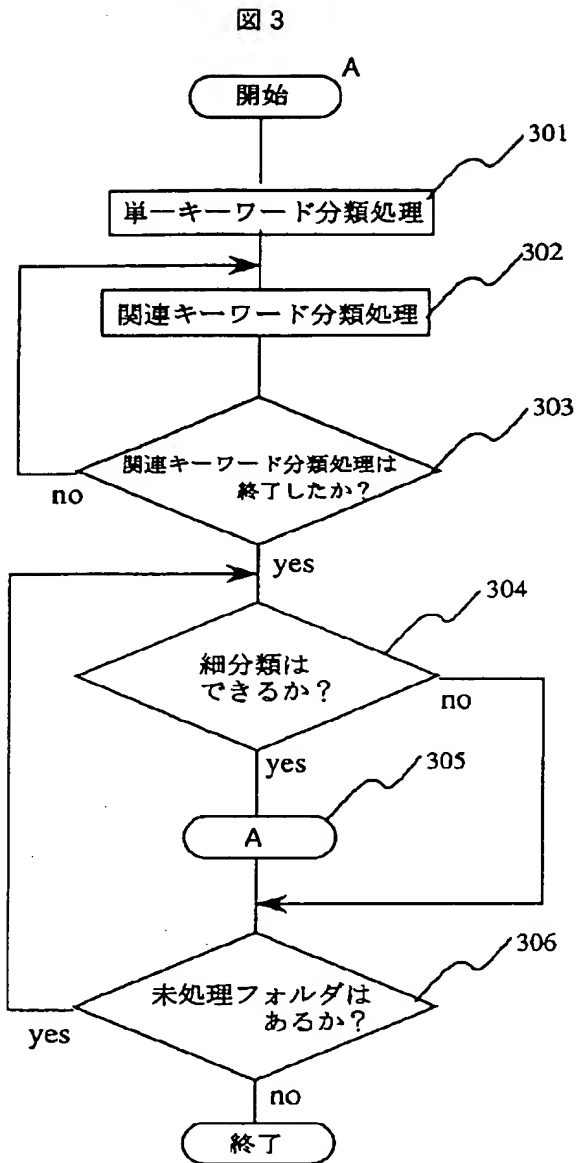 図3
A
開始
301
単一キーワード分類処理
302
関連キーワード分類処理
303
関連キーワード分類処理は
終了したか？
no
yes
304
細分類は
できるか？
no
yes
305
A
306
未処理フォルダは
あるか？
yes
no
終了